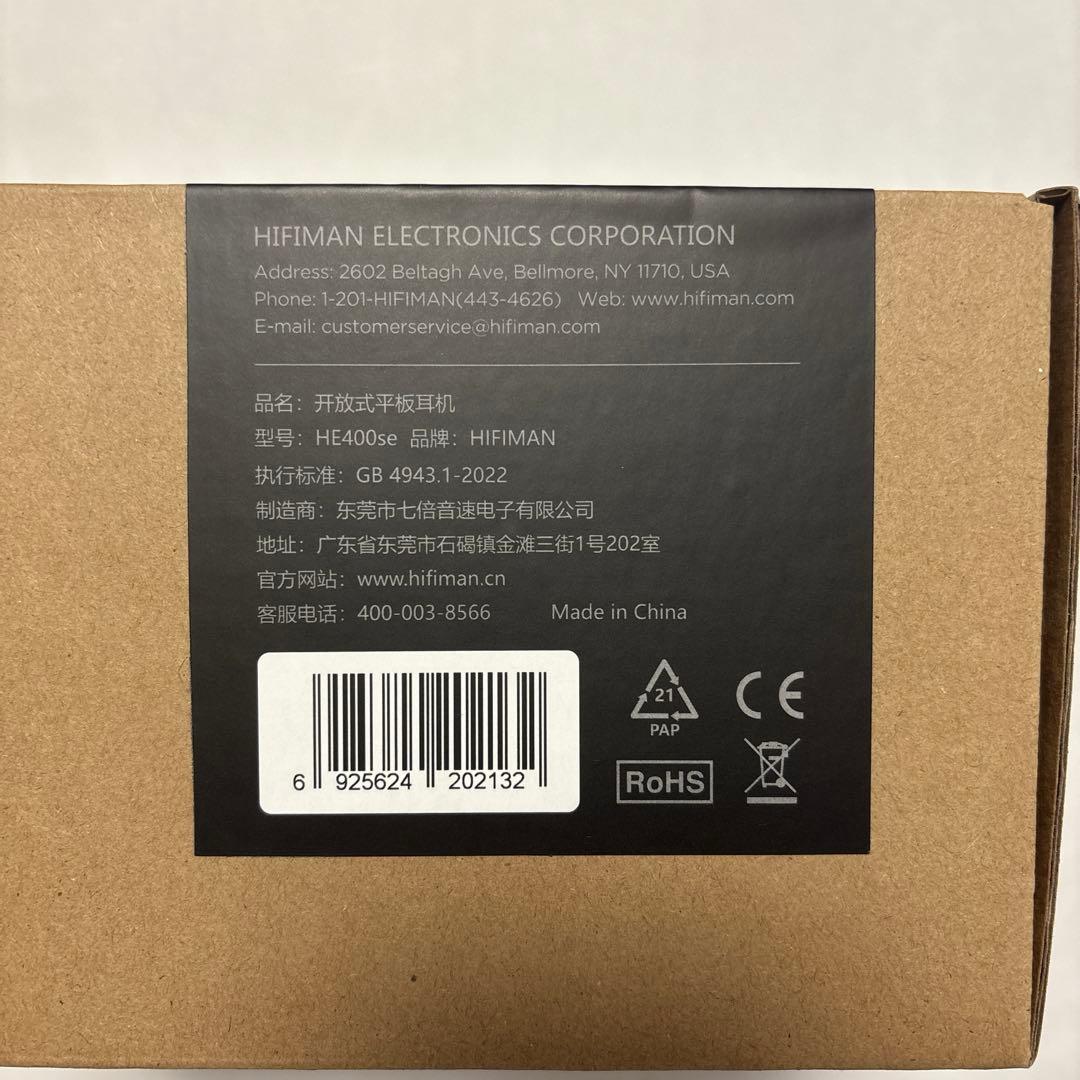 HIFIMAN ELECTRONICS CORPORATION
Address: 2602 Beltagh Ave, Bellmore, NY 11710, USA
Phone: 1-201-HIFIMAN(443-4626) Web: www.hifiman.com
E-mail: customerservice@hifiman.com
品名：开放式平板耳机
型号：HE400se 品牌：HIFIMAN
执行标准：GB 4943.1-2022
制造商：东莞市七倍音速电子有限公司
地址：广东省东莞市石碣镇金滩三街1号202室
官方网站：www.hifiman.cn
客服电话：400-003-8566 Made in China
6 925624 202132
21
PAP
CE
RoHS